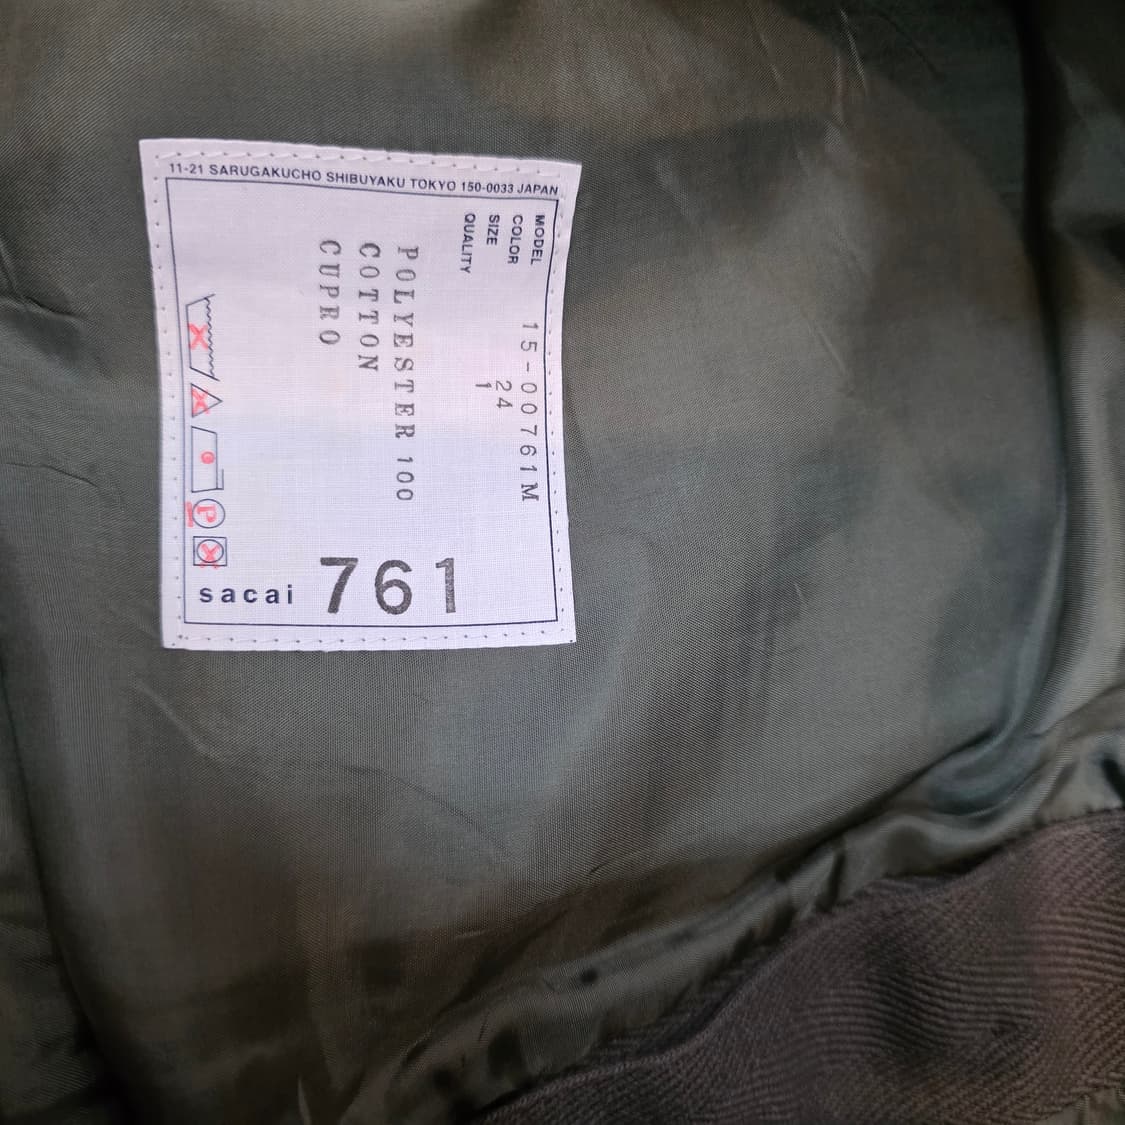 11-21 SARUGAKUCHO SHIBUYAKU TOKYO 150-0033 JAPAN
MODEL 15-00761M
COLOR 24
SIZE 1
QUALITY
POLYESTER 100
COTTON
CUPRO
P
sacai 761